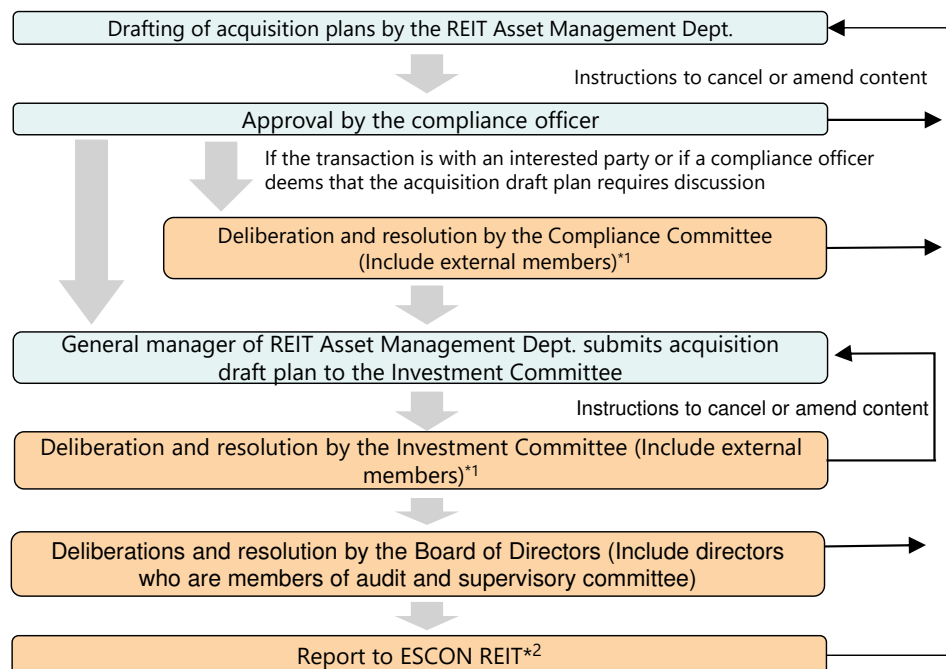 Drafting of acquisition plans by the REIT Asset Management Dept.
Instructions to cancel or amend content
Approval by the compliance officer
If the transaction is with an interested party or if a compliance officer
deems that the acquisition draft plan requires discussion
Deliberation and resolution by the Compliance Committee
(Include external members)*1
General manager of REIT Asset Management Dept. submits acquisition
draft plan to the Investment Committee
Instructions to cancel or amend content
Deliberation and resolution by the Investment Committee (Include external
members)*1
Deliberations and resolution by the Board of Directors (Include directors
who are members of audit and supervisory committee)
Report to ESCON REIT*2